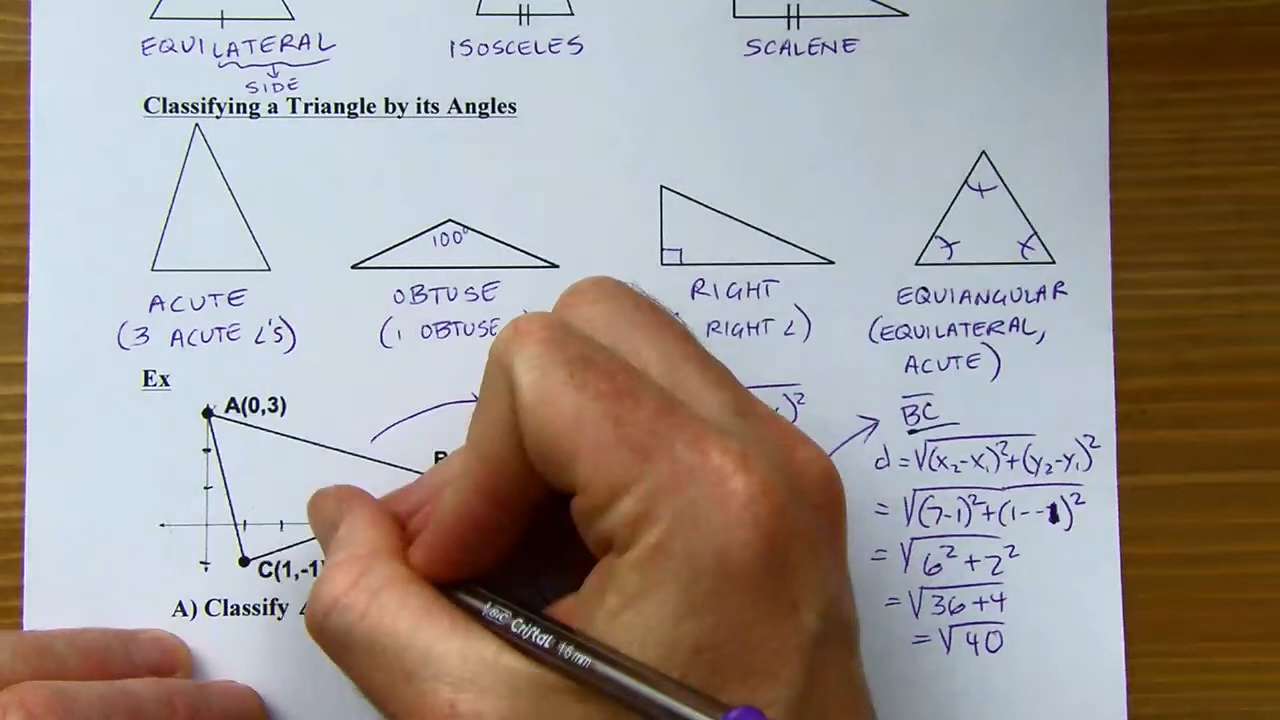 EQUILATERAL
SIDE
ISOSCELES
SCALENE
Classifying a Triangle by its Angles
100°
ACUTE
(3 ACUTE ∠'S)
OBTUSE
(1 OBTUSE
RIGHT
RIGHT ∠)
EQUIANGULAR
(EQUILATERAL,
ACUTE)
Ex
A(0,3)
C(1,-1)
A) Classify
)²
BC
d = √(x₂-x₁)²+(y₂-y₁)²
= √(7-1)²+(1--1)²
= √6²+2²
= √36+4
= √40
BIC Cristal 1.6mm